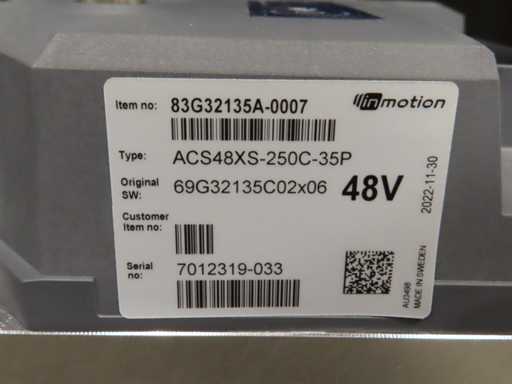 Item no: 83G32135A-0007
inmotion
Type: ACS48XS-250C-35P
Original SW: 69G32135C02x06
48V
Customer Item no:
Serial no: 7012319-033
2022-11-30
AU3498
MADE IN SWEDEN